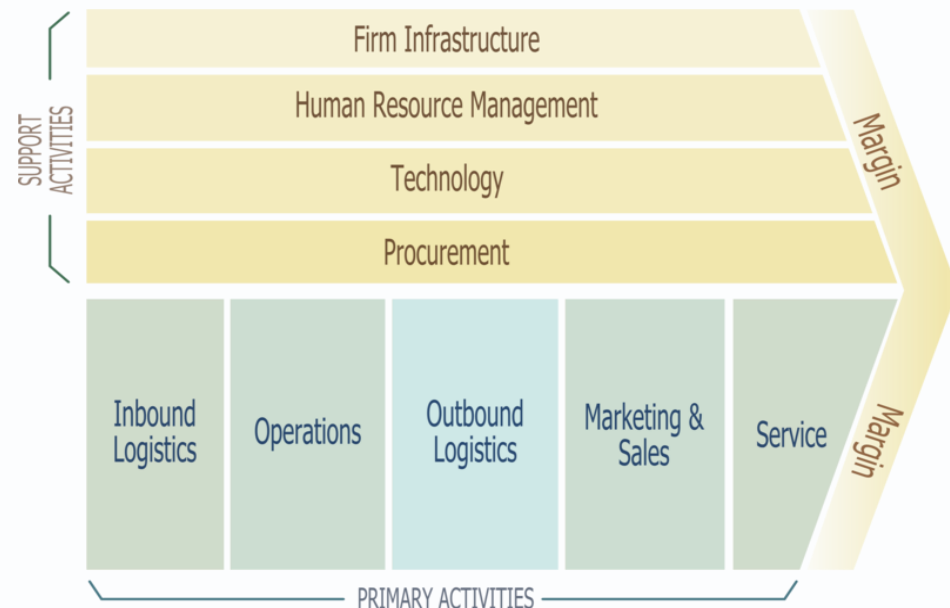 Firm Infrastructure
Human Resource Management
Technology
Procurement
SUPPORT
ACTIVITIES
Margin
Inbound
Logistics
Operations
Outbound
Logistics
Marketing &
Sales
Service
Margin
PRIMARY ACTIVITIES